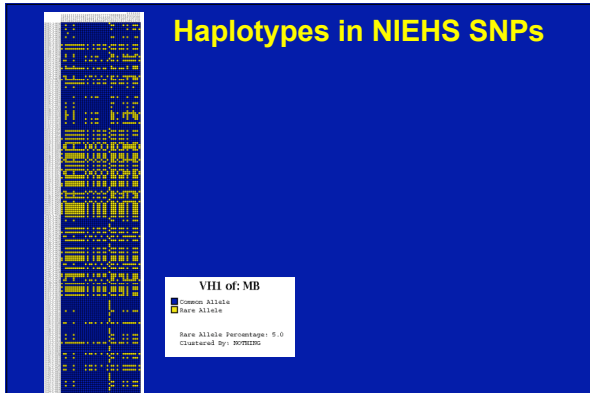 Haplotypes in NIEHS SNPs
VH1 of: MB
Common Allele
Rare Allele
Rare Allele Percentage: 5.0
Clustered By: NOTHING